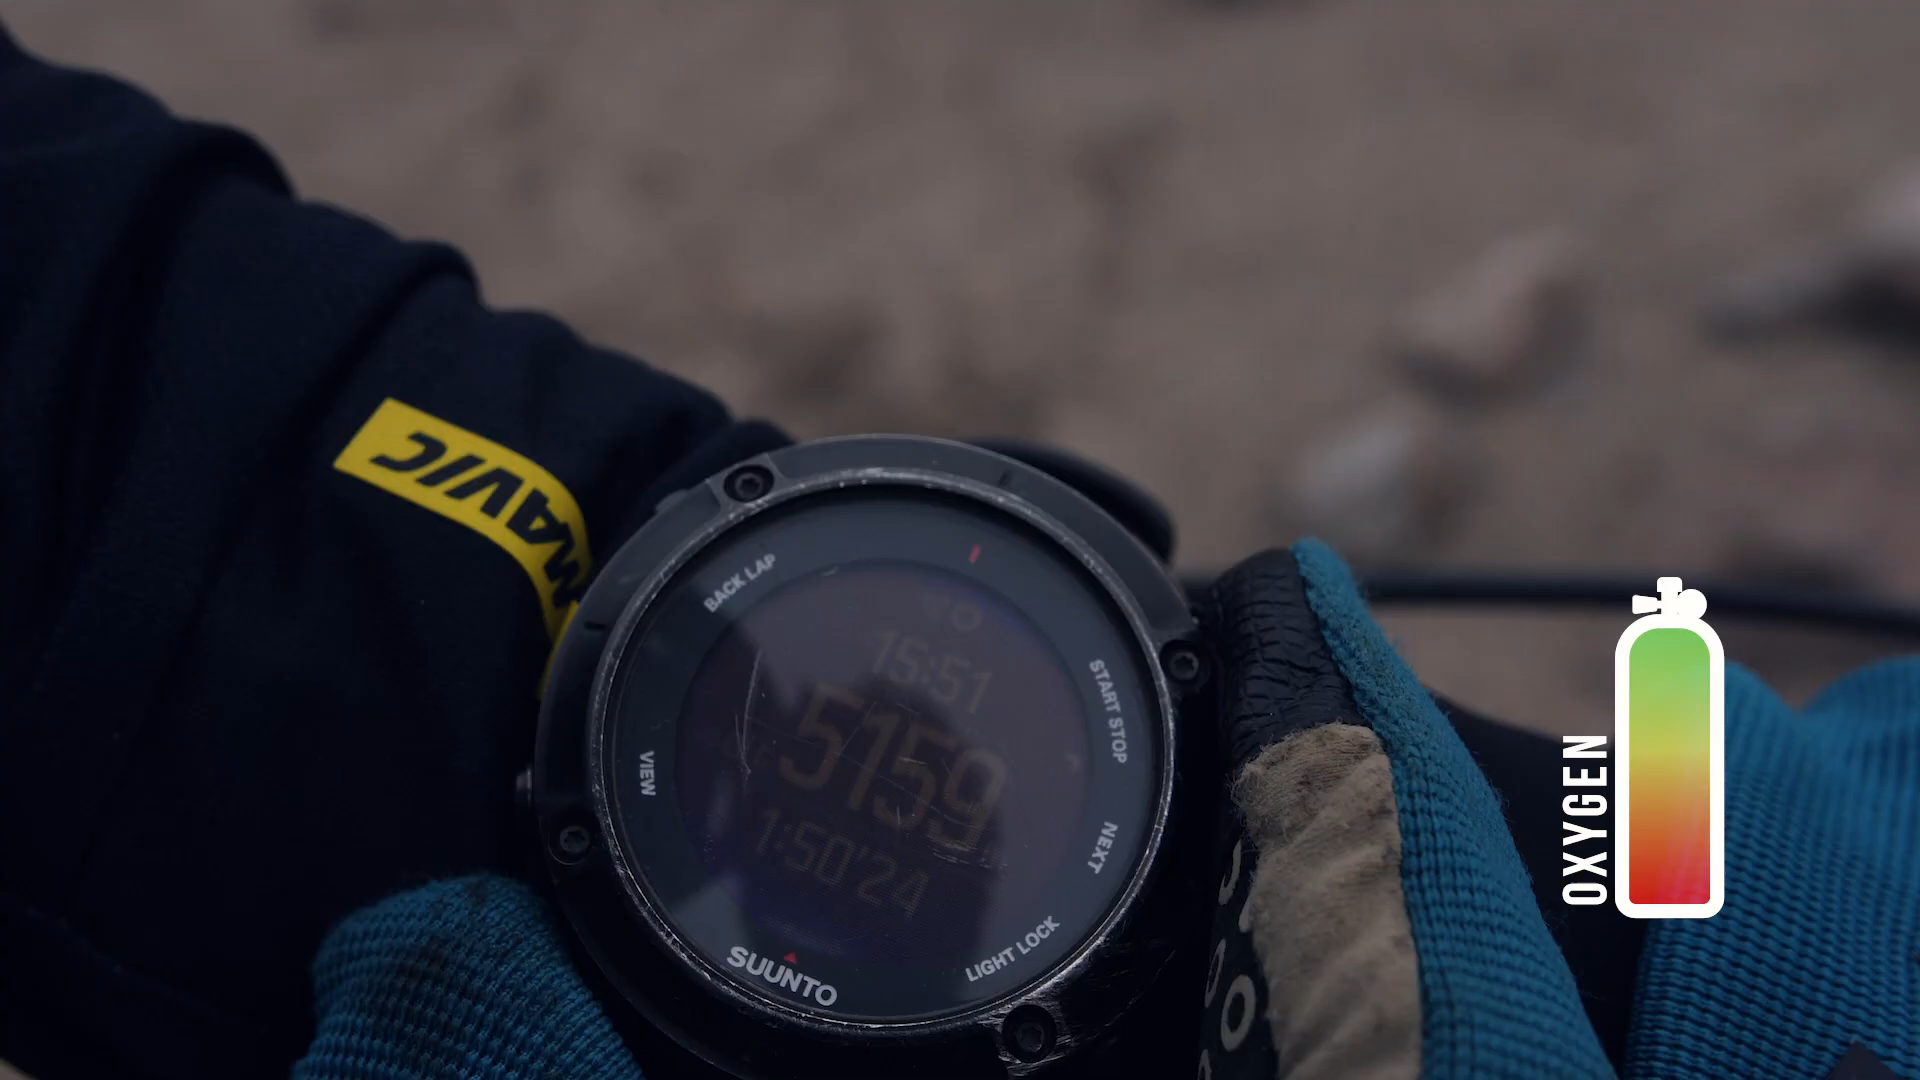 MAVIC
BACK LAP
15:51
START STOP
5159
VIEW
1:50'24
NEXT
LIGHT LOCK
SUUNTO
OXYGEN